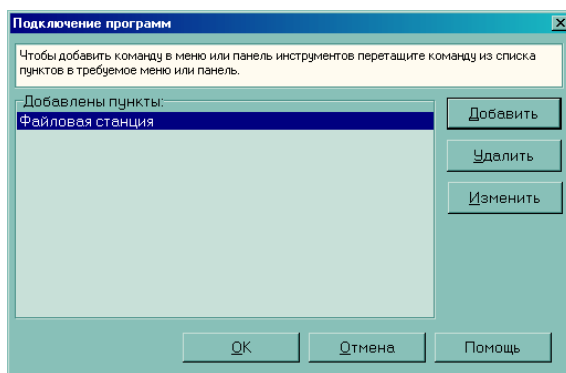 Подключение программ
Чтобы добавить команду в меню или панель инструментов перетащите команду из списка
пунктов в требуемое меню или панель.
Добавлены пункты:
Файловая станция
Добавить
Удалить
Изменить
OK
Отмена
Помощь